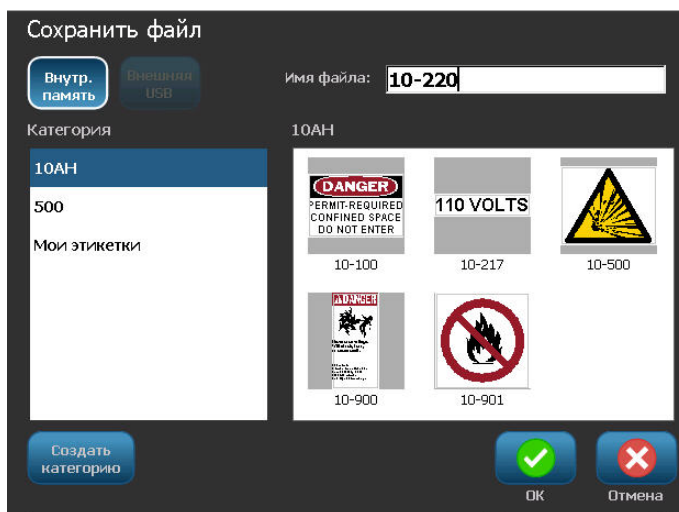 Сохранить файл
Внутр.
память
Внешняя
USB
Имя файла: 10-220
Категория
10AH
10AH
500
Мои этикетки
DANGER
PERMIT-REQUIRED
CONFINED SPACE
DO NOT ENTER
10-100
110 VOLTS
10-217
10-500
DANGER
10-900
10-901
Создать
категорию
OK
Отмена